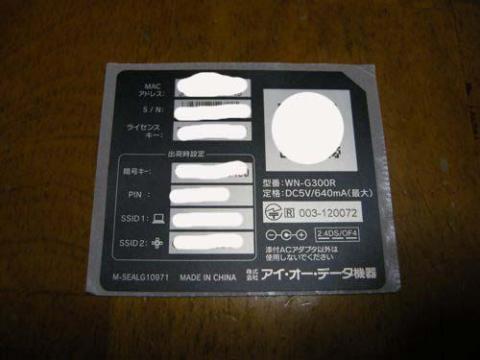 MAC
アドレス:
S/N:
ライセンス
キー:
出荷時設定
暗号キー:
PIN :
SSID1:
SSID2:
型番:WN-G300R
定格:DC5V/640mA(最大)
R 003-120072
2.4DS/OF4
添付ACアダプタ以外は
使用しないでください
M-SEALG10971 MADE IN CHINA
株式会社 アイ・オー・データ機器